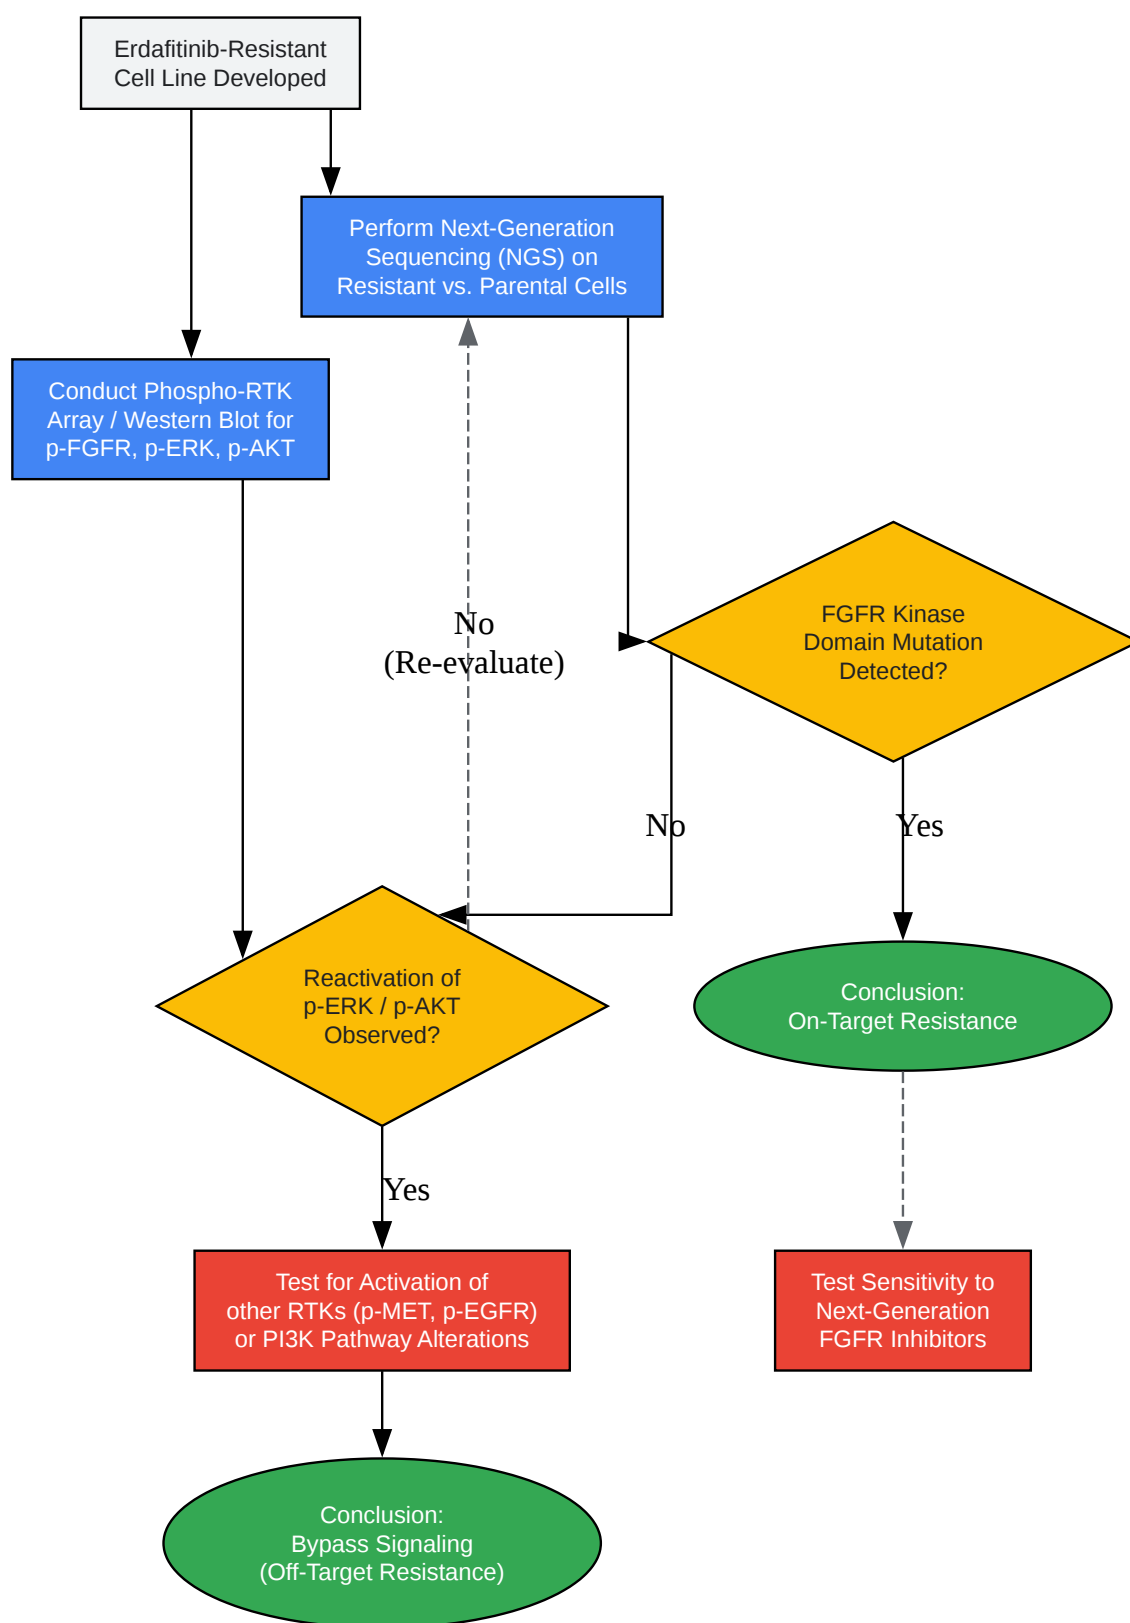 Erdafitinib-Resistant
Cell Line Developed
Perform Next-Generation
Sequencing (NGS) on
Resistant vs. Parental Cells
Conduct Phospho-RTK
Array / Western Blot for
p-FGFR, p-ERK, p-AKT
FGFR Kinase
Domain Mutation
Detected?
No
(Re-evaluate)
No
Yes
Reactivation of
p-ERK / p-AKT
Observed?
Conclusion:
On-Target Resistance
Yes
Test for Activation of
other RTKs (p-MET, p-EGFR)
or PI3K Pathway Alterations
Test Sensitivity to
Next-Generation
FGFR Inhibitors
Conclusion:
Bypass Signaling
(Off-Target Resistance)